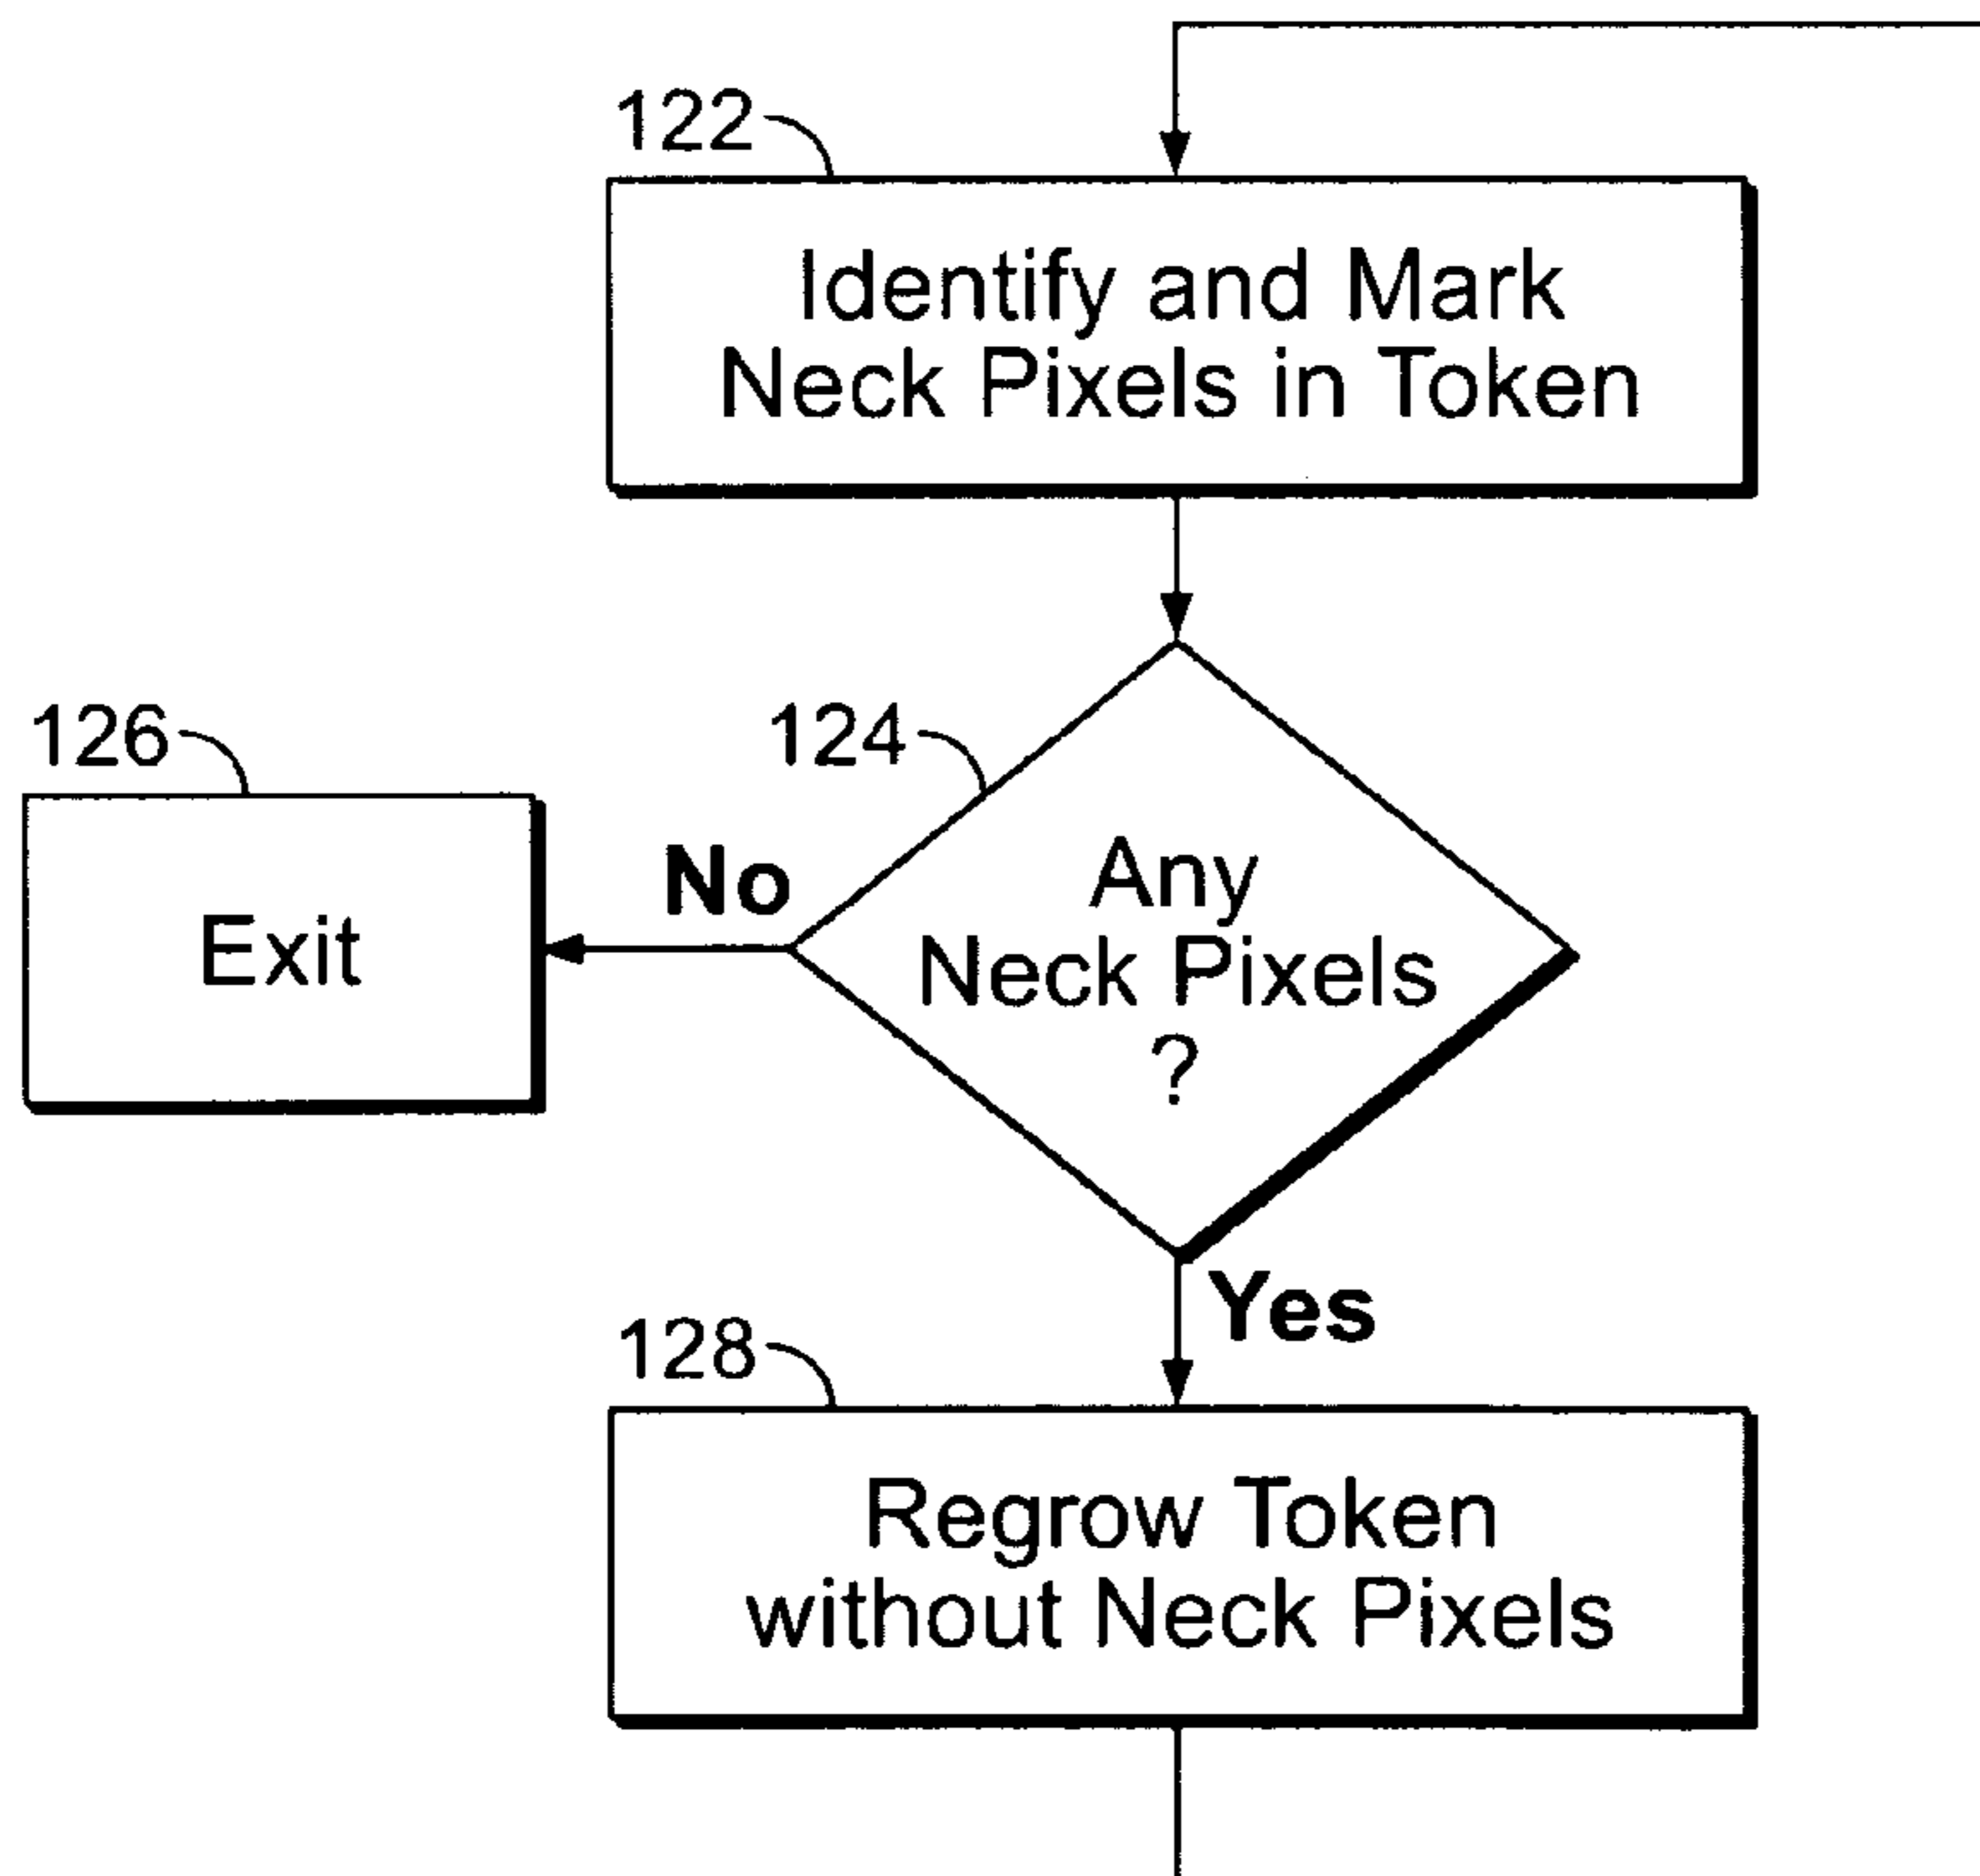 122
Identify and Mark
Neck Pixels in Token
126
124
No
Any
Neck Pixels
?
Exit
Yes
128
Regrow Token
without Neck Pixels